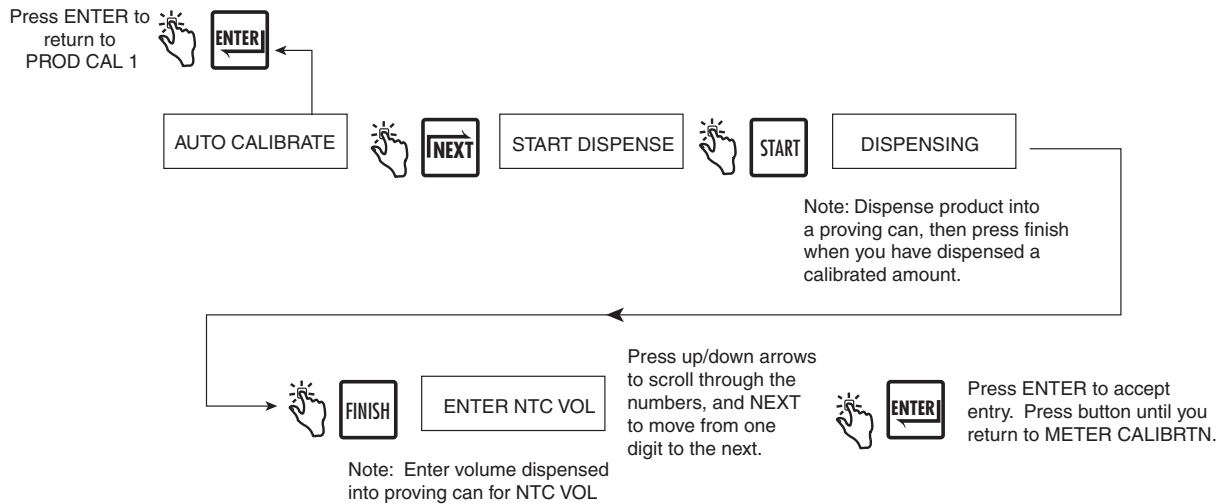 Press ENTER to
return to
PROD CAL 1
ENTER
AUTO CALIBRATE
NEXT
START DISPENSE
START
DISPENSING
Note: Dispense product into
a proving can, then press finish
when you have dispensed a
calibrated amount.
FINISH
ENTER NTC VOL
Note: Enter volume dispensed
into proving can for NTC VOL
Press up/down arrows
to scroll through the
numbers, and NEXT
to move from one
digit to the next.
ENTER
Press ENTER to accept
entry. Press button until you
return to METER CALIBRTN.